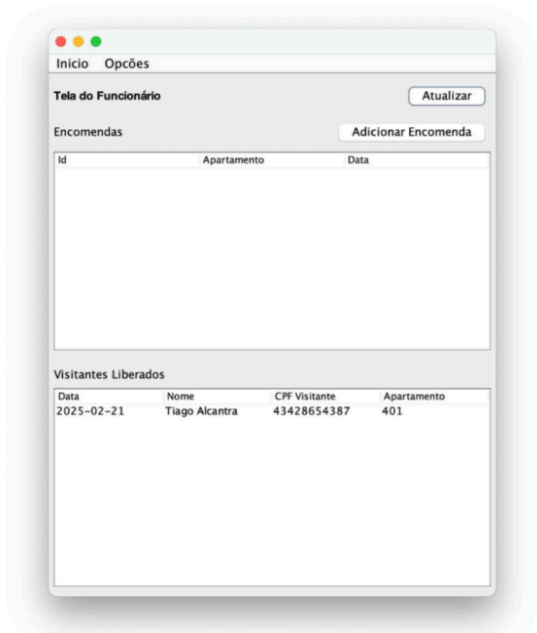 Inicio Opcões
Tela do Funcionário Atualizar
Encomendas Adicionar Encomenda
Id Apartamento Data
Visitantes Liberados
Data Nome CPF Visitante Apartamento
2025-02-21 Tiago Alcantra 43428654387 401